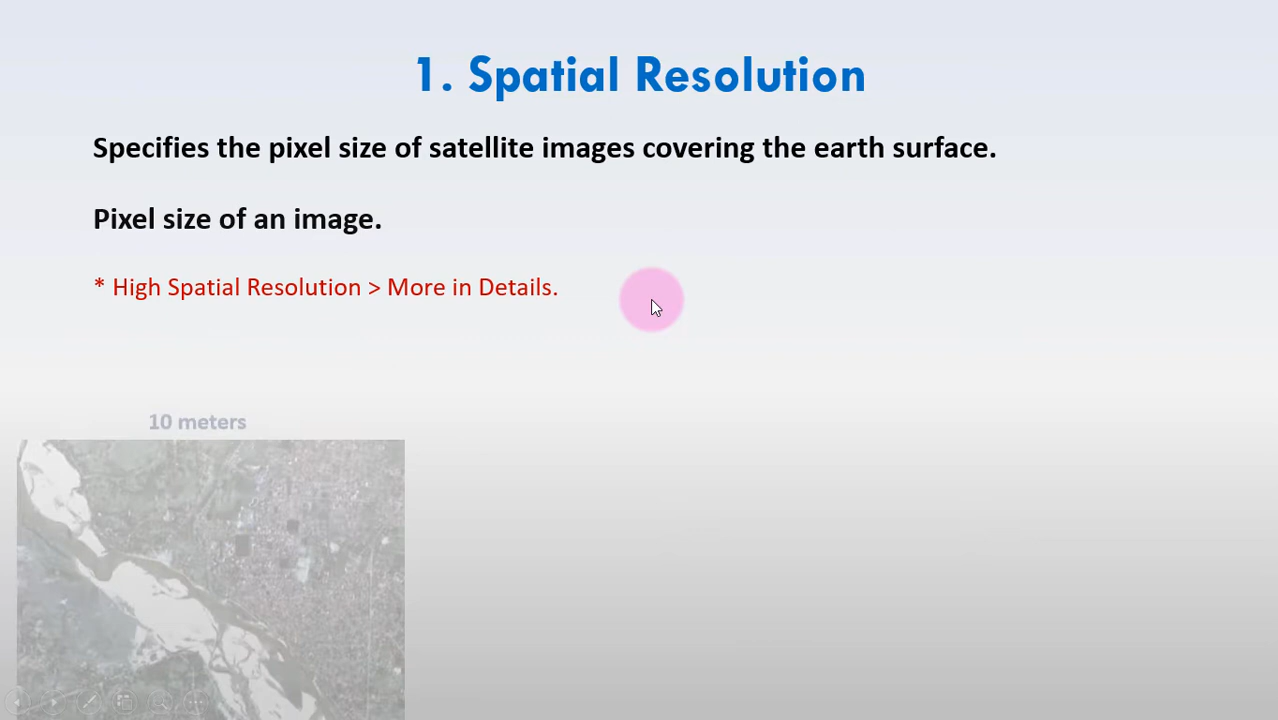 1. Spatial Resolution
Specifies the pixel size of satellite images covering the earth surface.
Pixel size of an image.
* High Spatial Resolution > More in Details.
10 meters